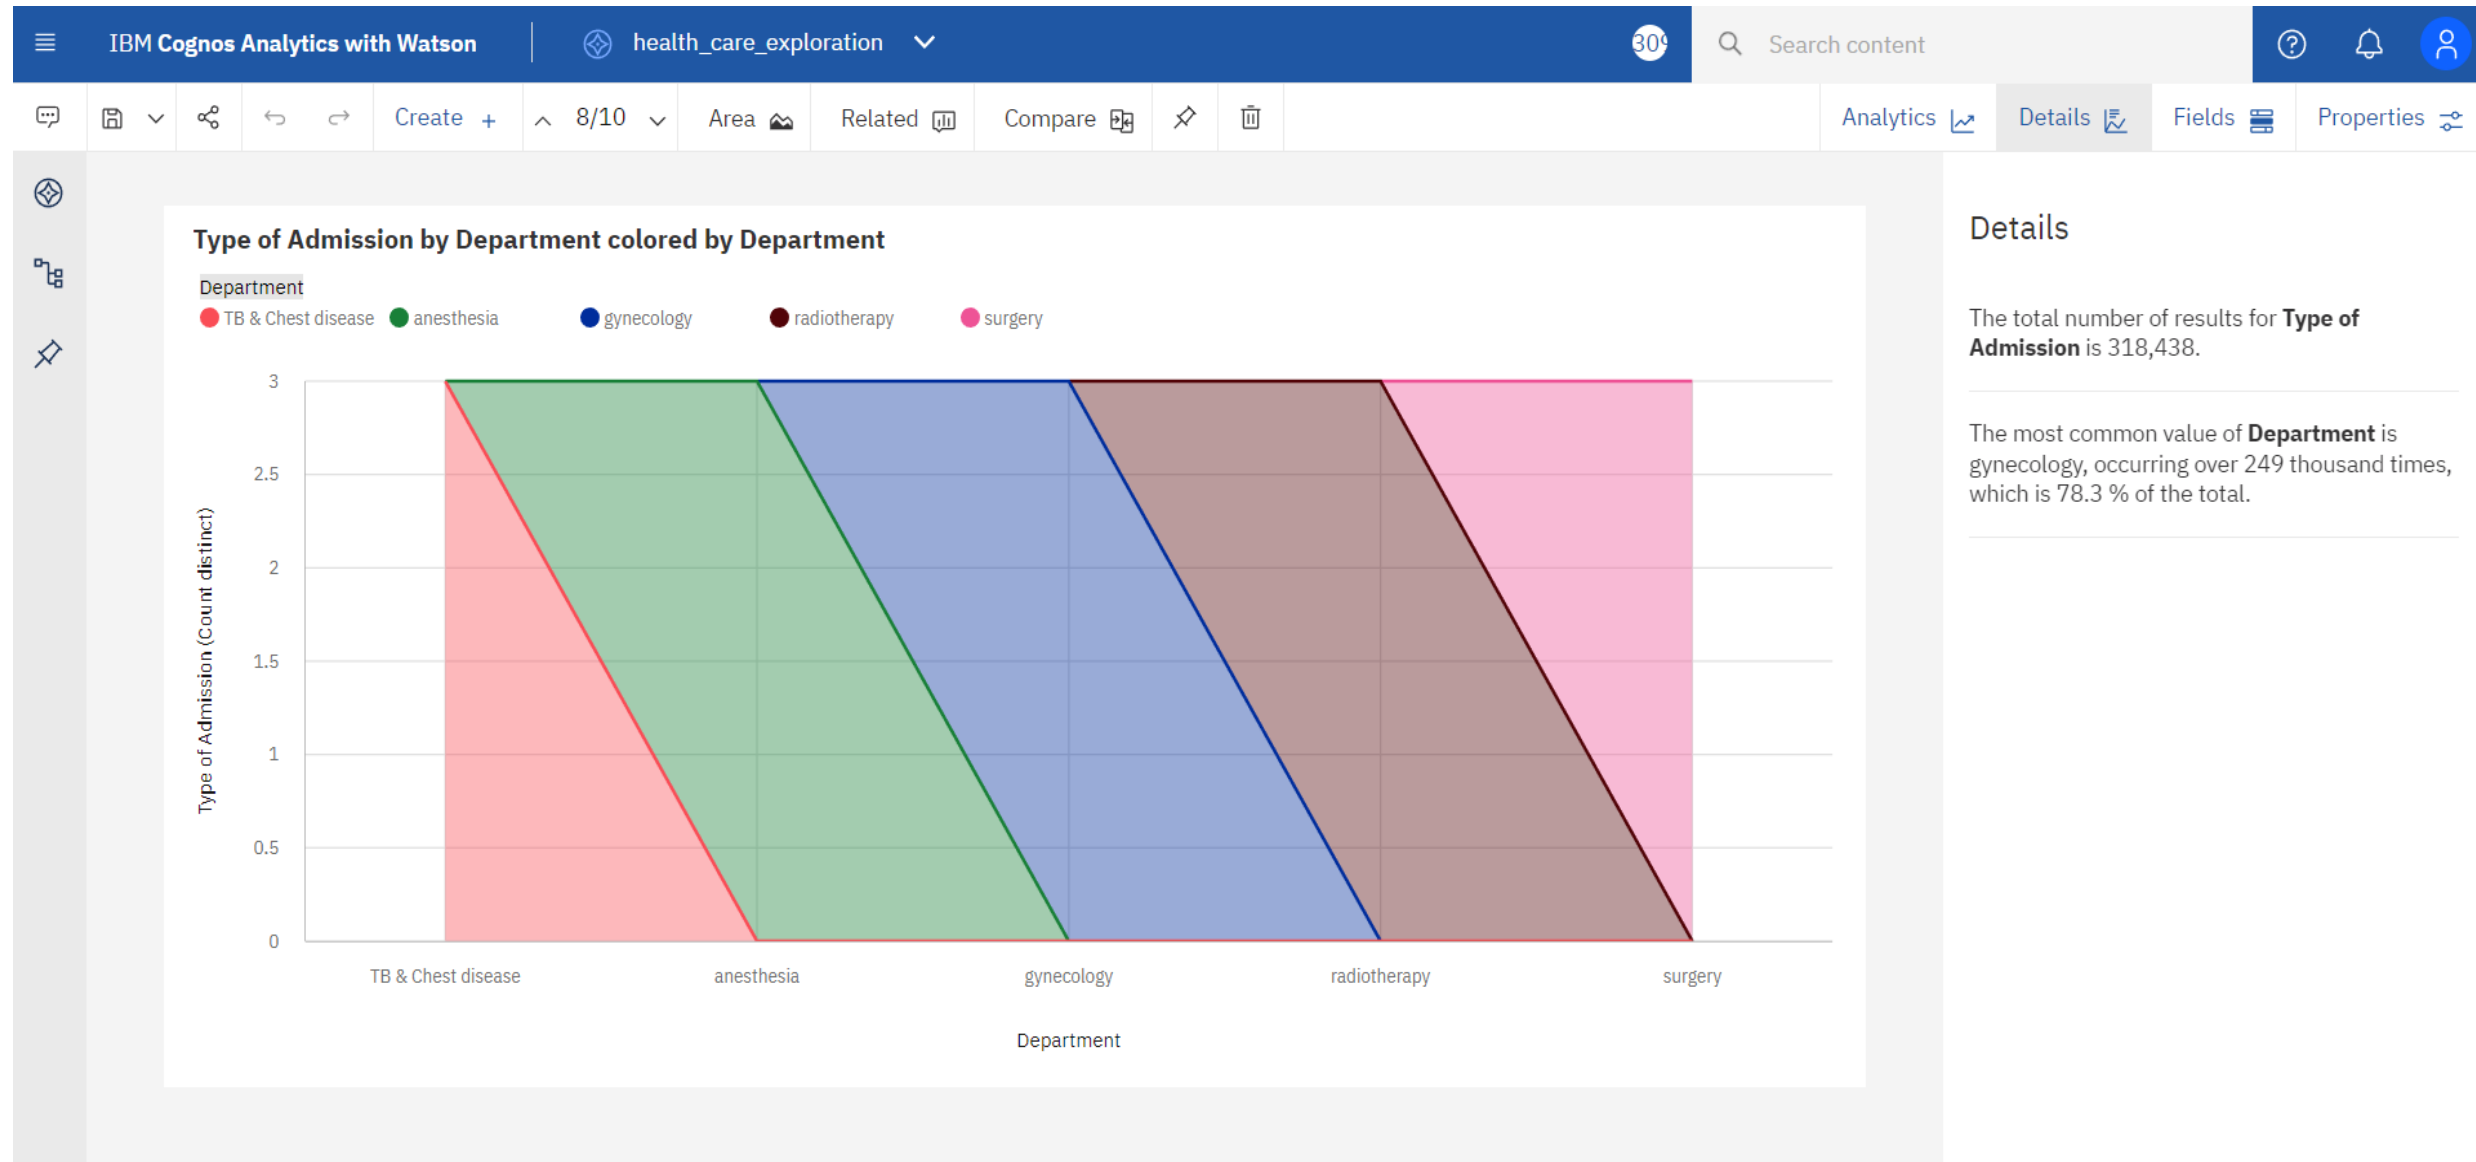 IBM Cognos Analytics with Watson
health_care_exploration
Search content
Create +
8/10
Area
Related
Compare
Analytics
Details
Fields
Properties
Type of Admission by Department colored by Department
Department
TB & Chest disease
anesthesia
gynecology
radiotherapy
surgery
Type of Admission (Count distinct)
3
2.5
2
1.5
1
0.5
0
TB & Chest disease
anesthesia
gynecology
radiotherapy
surgery
Department
Details
The total number of results for Type of
Admission is 318,438.
The most common value of Department is
gynecology, occurring over 249 thousand times,
which is 78.3 % of the total.